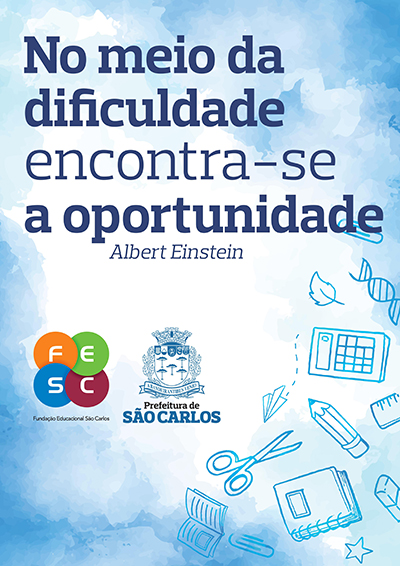 No meio da
dificuldade
encontra-se
a oportunidade
Albert Einstein
F E
S C
Fundação Educacional São Carlos
Prefeitura de
SÃO CARLOS